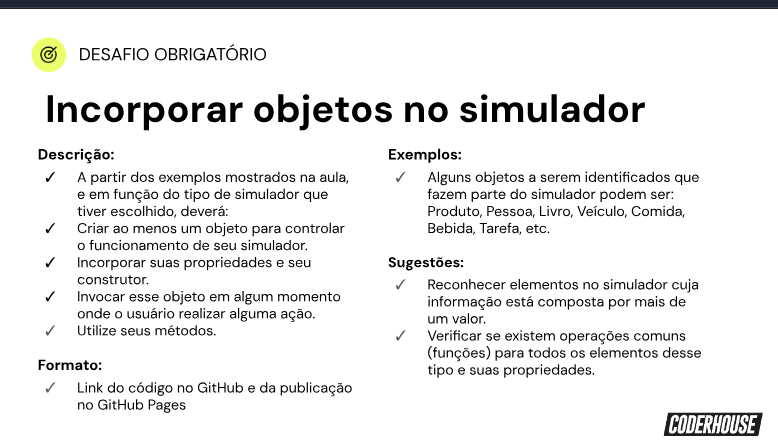 DESAFIO OBRIGATÓRIO
Incorporar objetos no simulador
Descrição:
✓ A partir dos exemplos mostrados na aula,
e em função do tipo de simulador que
tiver escolhido, deverá:
✓ Criar ao menos um objeto para controlar
o funcionamento de seu simulador.
✓ Incorporar suas propriedades e seu
construtor.
✓ Invocar esse objeto em algum momento
onde o usuário realizar alguma ação.
✓ Utilize seus métodos.
Formato:
✓ Link do código no GitHub e da publicação
no GitHub Pages
Exemplos:
✓ Alguns objetos a serem identificados que
fazem parte do simulador podem ser:
Produto, Pessoa, Livro, Veículo, Comida,
Bebida, Tarefa, etc.
Sugestões:
✓ Reconhecer elementos no simulador cuja
informação está composta por mais de
um valor.
✓ Verificar se existem operações comuns
(funções) para todos os elementos desse
tipo e suas propriedades.
CODERHOUSE